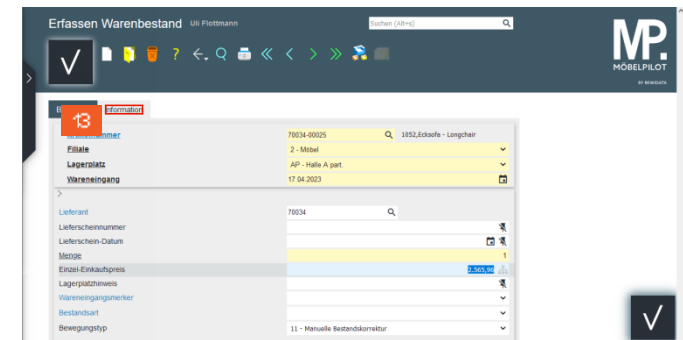 Erfassen Warenbestand Uli Flottmann Suchen (Alt+s)
MP.
MÖBELPILOT
BY BEWIDATA
B Information
13
Filiale 2 - Möbel
70034-00025 1052,Ecksofa - Longchair
Lagerplatz AP - Halle A part.
Wareneingang 17.04.2023
Lieferant 70034
Lieferscheinnummer
Lieferschein-Datum
Menge 1
Einzel-Einkaufspreis 2.565,96
Lagerplatzhinweis
Wareneingangsmerker
Bestandsart
Bewegungstyp 11 - Manuelle Bestandskorrektur